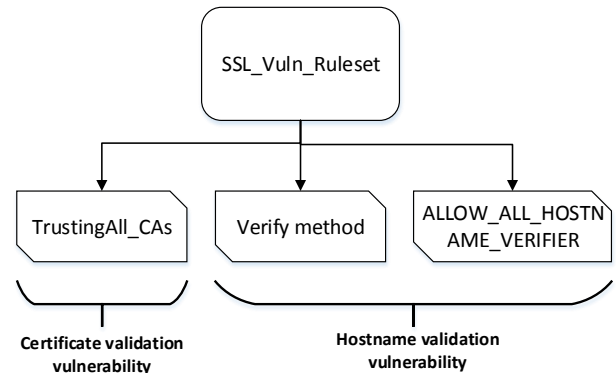 SSL_Vuln_Ruleset
TrustingAll_CAs
Verify method
ALLOW_ALL_HOSTN
AME_VERIFIER
Certificate validation
vulnerability
Hostname validation
vulnerability